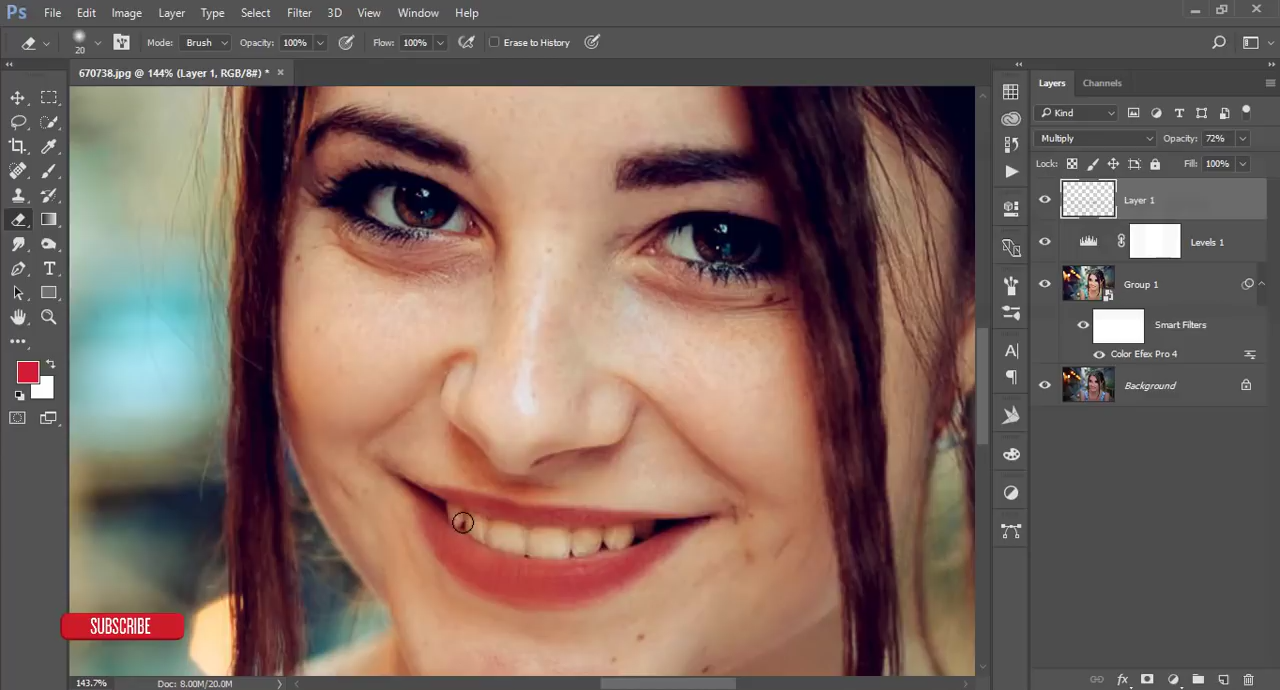 Ps File Edit Image Layer Type Select Filter 3D View Window Help
20 Mode: Brush Opacity: 100% Flow: 100% Erase to History
670738.jpg @ 144% (Layer 1, RGB/8#) *
Layers Channels
Kind
Multiply Opacity: 72%
Lock: Fill: 100%
Layer 1
Levels 1
Group 1
Smart Filters
Color Efex Pro 4
Background
SUBSCRIBE
143.7% Doc: 8.00M/20.0M